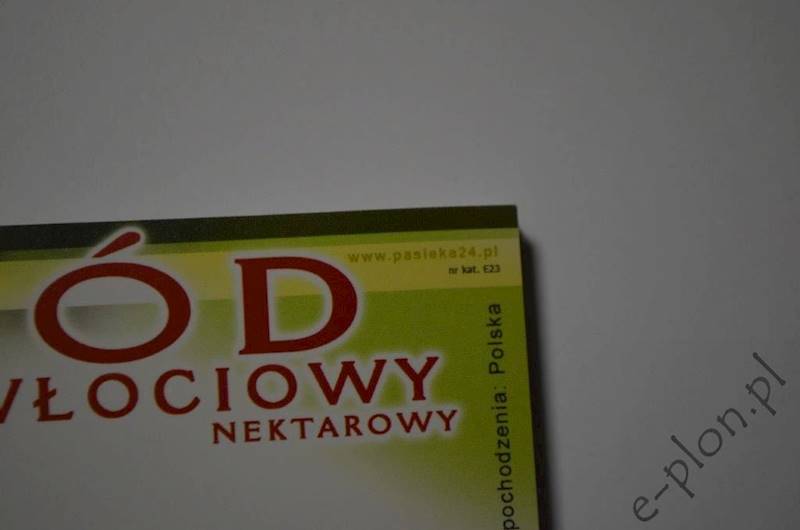 www.pasieka24.pl
nr kat. E23
ÓD
WŁOCIOWY
NEKTAROWY
pochodzenia: Polska
e-plon.pl